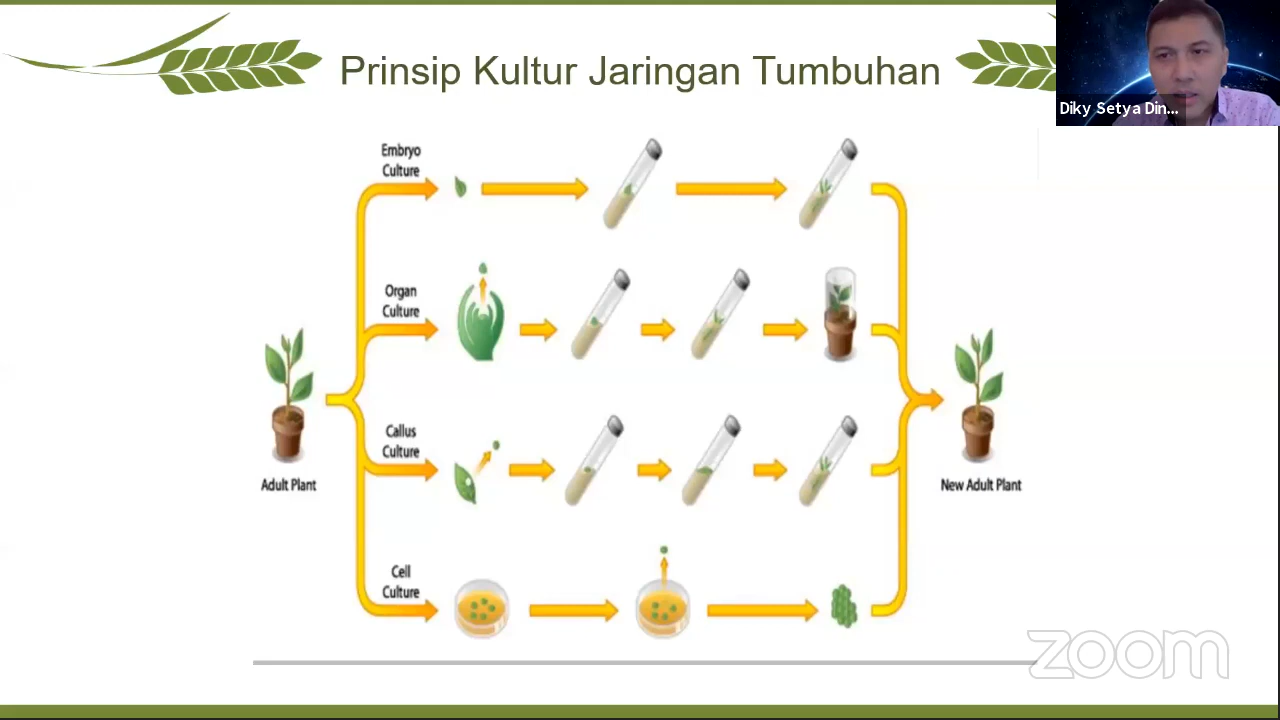 Prinsip Kultur Jaringan Tumbuhan
Diky Setya Din...
Embryo
Culture
Organ
Culture
Adult Plant
Callus
Culture
New Adult Plant
Cell
Culture
zoom